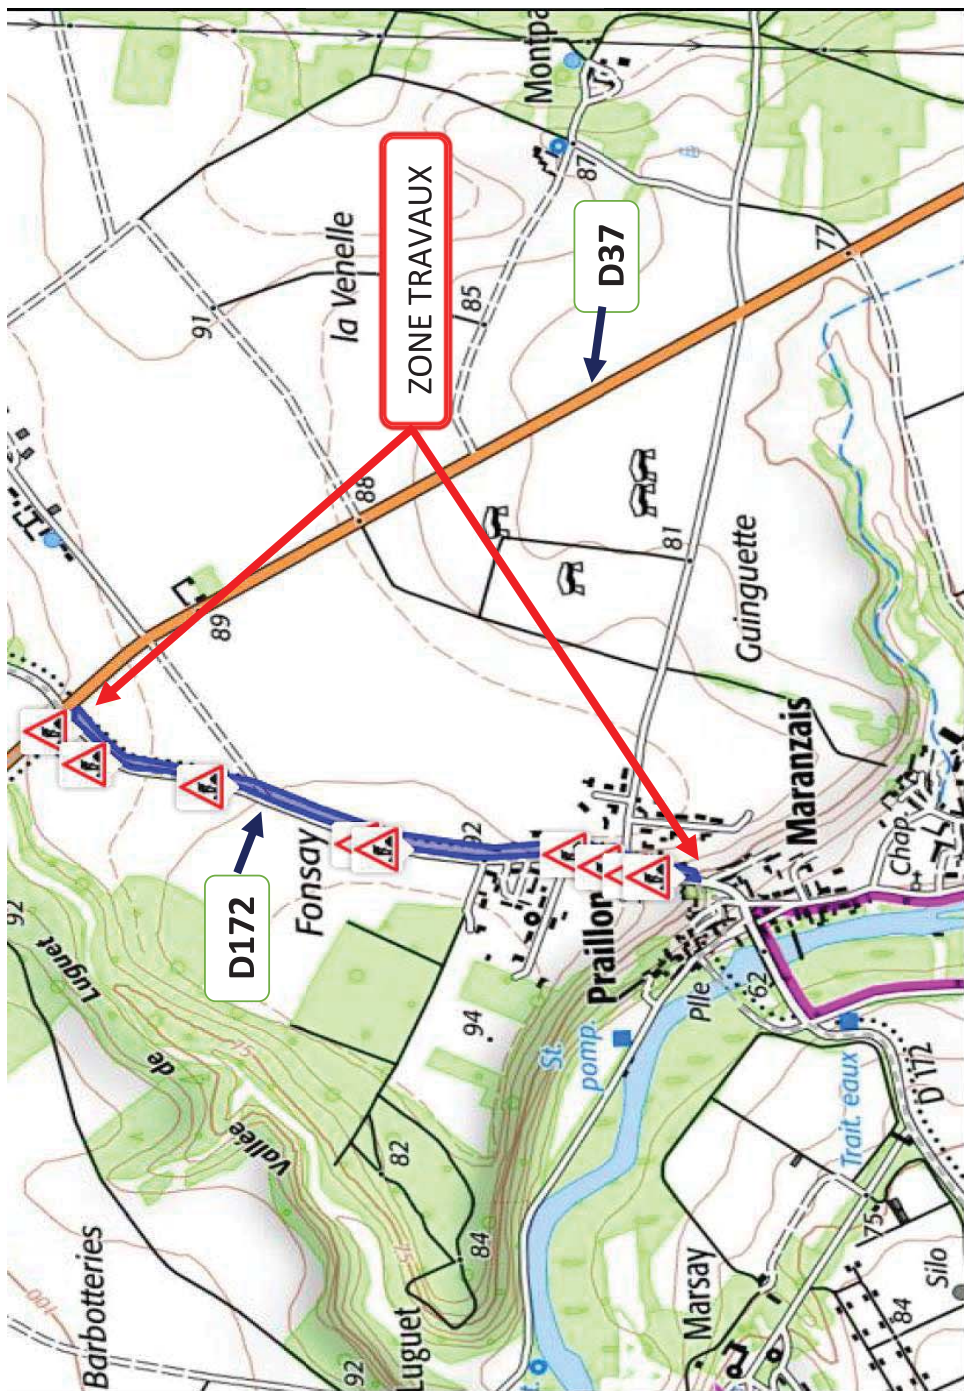 92
100
Barbotteries
Vallée de Luguet
91
89
D172
75
Fonsay
la Venelle
92
88
82
75
Luguet
ZONE TRAVAUX
85
92
94
84
t.
Montpa
St.
pomp.
87
Praillon
D37
81
Plle
Marsay
Guinguette
62
Maranzais
77
Trait. eaux
75
Chap.
84
D 172
Silo